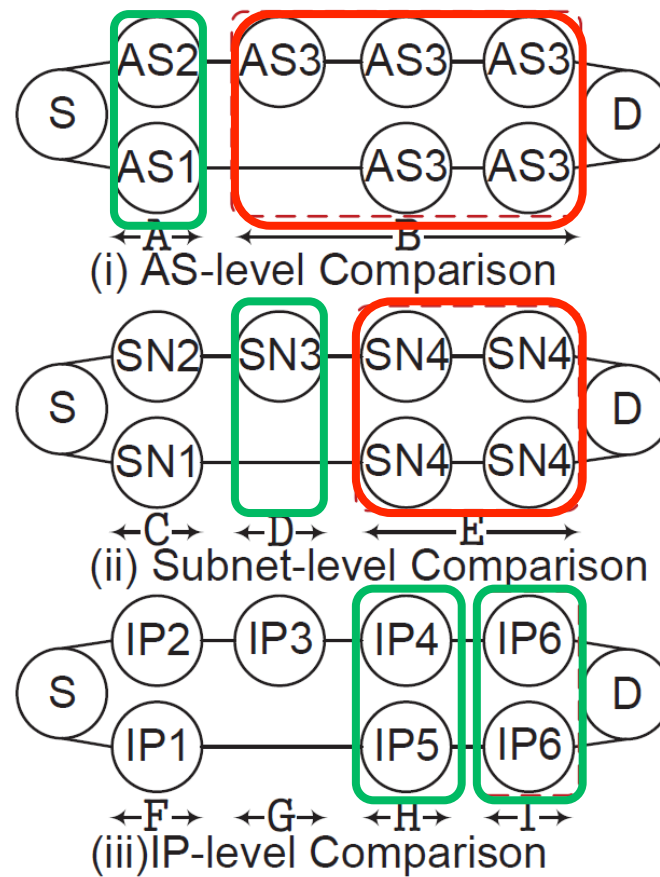 AS2 AS3 AS3 AS3
S D
AS1 AS3 AS3
A B
(i) AS-level Comparison
SN2 SN3 SN4 SN4
S D
SN1 SN4 SN4
C D E
(ii) Subnet-level Comparison
IP2 IP3 IP4 IP6
S D
IP1 IP5 IP6
F G H I
(iii)IP-level Comparison